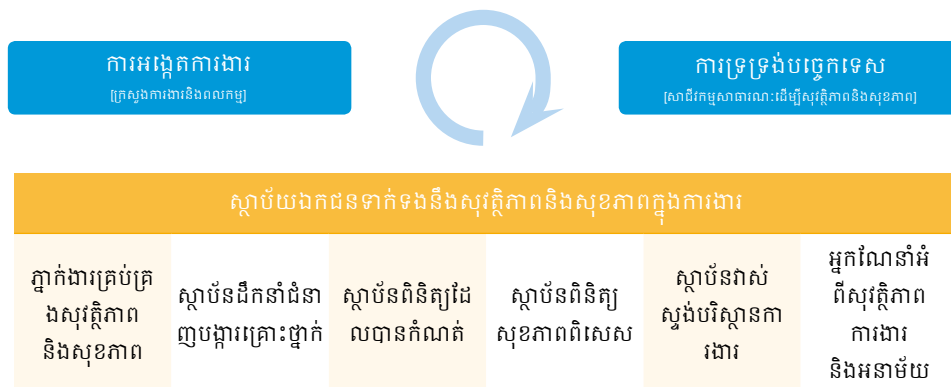 ការអង្កេតការងារ
[ក្រសួងការងារនិងពលកម្ម]
ការទ្រទ្រង់បច្ចេកទេស
[សាជីវកម្មសាធារណៈដើម្បីសុវត្ថិភាពនិងសុខភាព]
ស្ថាប័យឯកជនទាក់ទងនឹងសុវត្ថិភាពនិងសុខភាពក្នុងការងារ
ភ្នាក់ងារគ្រប់គ្រ
ងសុវត្ថិភាព
និងសុខភាព
ស្ថាប័នដឹកនាំជំនា
ញបង្ការគ្រោះថ្នាក់
ស្ថាប័នពិនិត្យដែ
លបានកំណត់
ស្ថាប័នពិនិត្យ
សុខភាពពិសេស
ស្ថាប័នវាស់
ស្ទង់បរិស្ថានកា
រងារ
អ្នកណែនាំអំ
ពីសុវត្ថិភាព
ការងារ
និងអនាម័យ